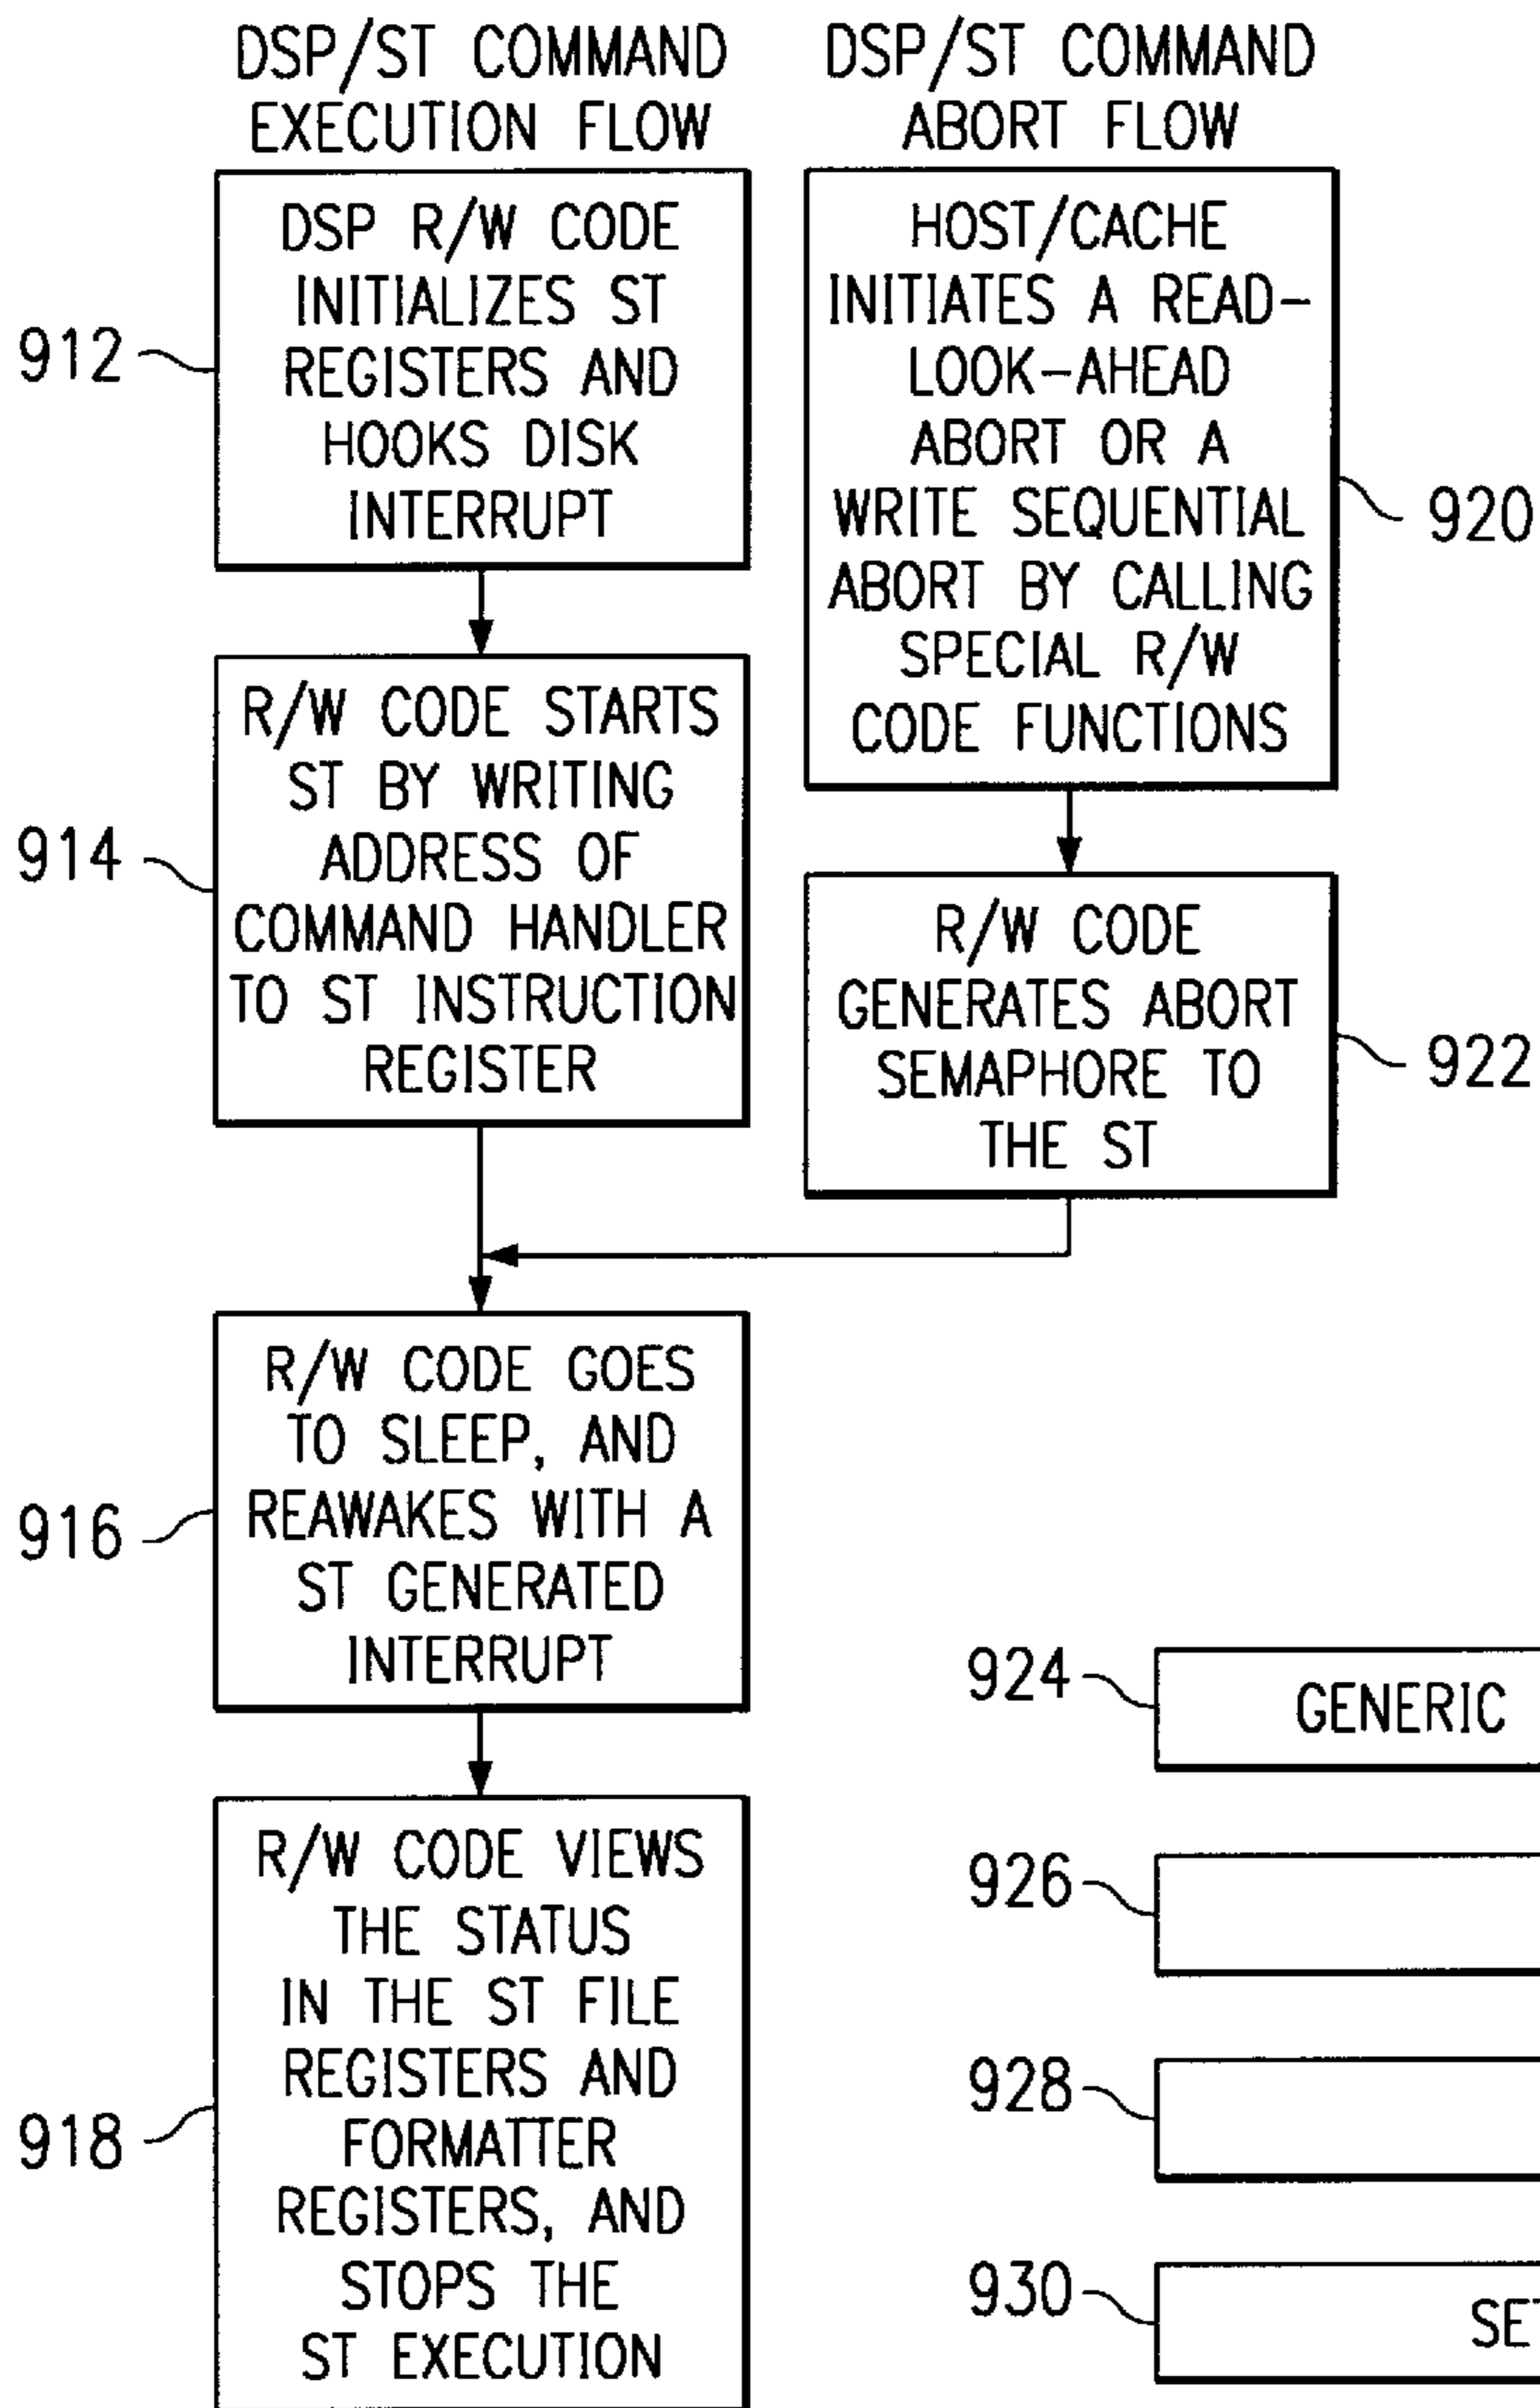 DSP/ST COMMAND
EXECUTION FLOW
912
DSP R/W CODE
INITIALIZES ST
REGISTERS AND
HOOKS DISK
INTERRUPT
914
R/W CODE STARTS
ST BY WRITING
ADDRESS OF
COMMAND HANDLER
TO ST INSTRUCTION
REGISTER
DSP/ST COMMAND
ABORT FLOW
HOST/CACHE
INITIATES A READ-
LOOK-AHEAD
ABORT OR A
WRITE SEQUENTIAL
ABORT BY CALLING
SPECIAL R/W
CODE FUNCTIONS
920
R/W CODE
GENERATES ABORT
SEMAPHORE TO
THE ST
922
916
R/W CODE GOES
TO SLEEP, AND
REAWAKES WITH A
ST GENERATED
INTERRUPT
918
R/W CODE VIEWS
THE STATUS
IN THE ST FILE
REGISTERS AND
FORMATTER
REGISTERS, AND
STOPS THE
ST EXECUTION
924
GENERIC
926
928
930